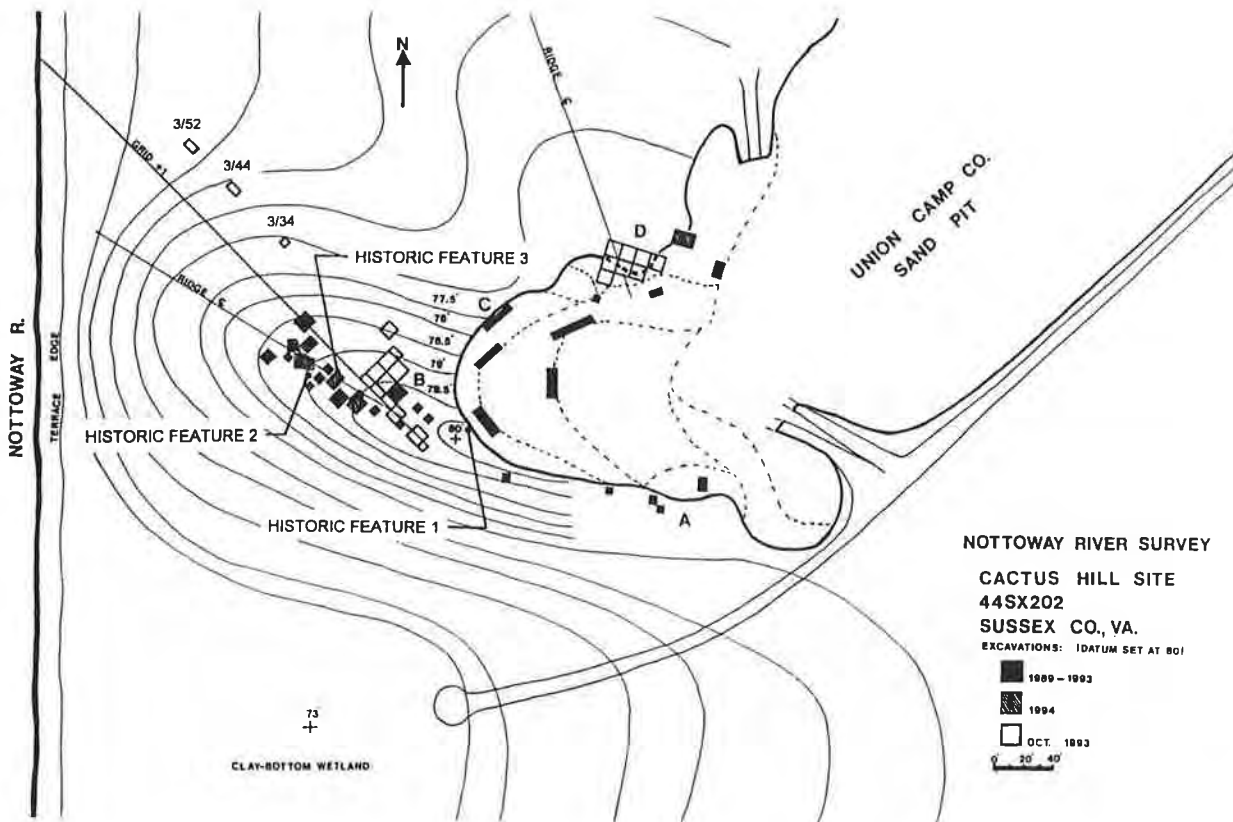 N
RIDGE ȼ
3/52
GRID +1
3/44
3/34
D
UNION CAMP CO.
SAND PIT
HISTORIC FEATURE 3
RIDGE ȼ
C
77.5'
78'
78.5'
79'
79.5'
B
NOTTOWAY R.
TERRACE EDGE
HISTORIC FEATURE 2
80
HISTORIC FEATURE 1
A
NOTTOWAY RIVER SURVEY
CACTUS HILL SITE
44SX202
SUSSEX CO., VA.
EXCAVATIONS: (DATUM SET AT 80)
1989 – 1993
1994
OCT. 1993
0 20' 40'
73
CLAY-BOTTOM WETLAND